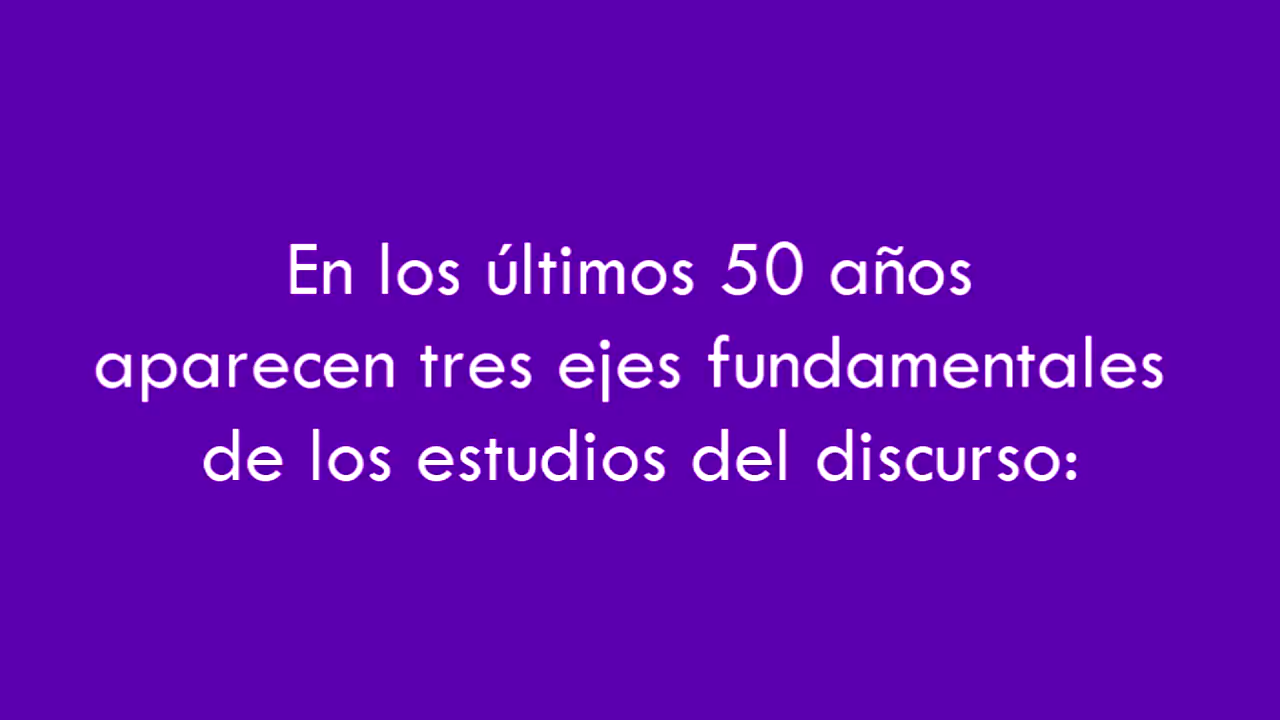 En los últimos 50 años
aparecen tres ejes fundamentales
de los estudios del discurso: